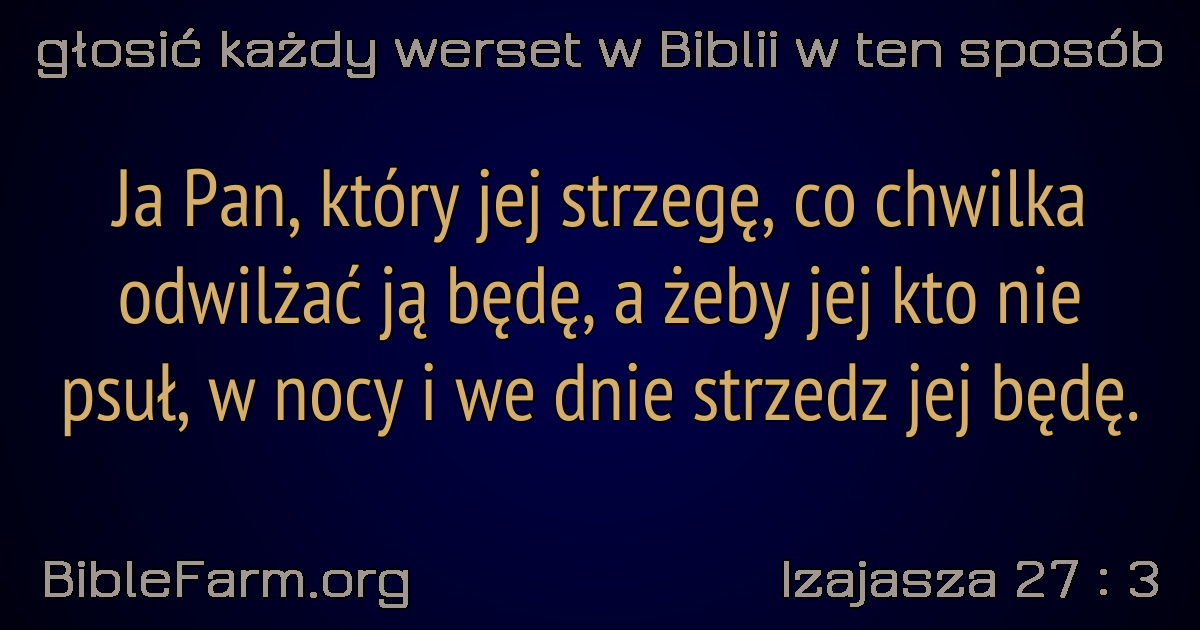 głosić każdy werset w Biblii w ten sposób
Ja Pan, który jej strzegę, co chwilka
odwilżać ją będę, a żeby jej kto nie
psuł, w nocy i we dnie strzedz jej będę.
BibleFarm.org
Izajasza 27 : 3